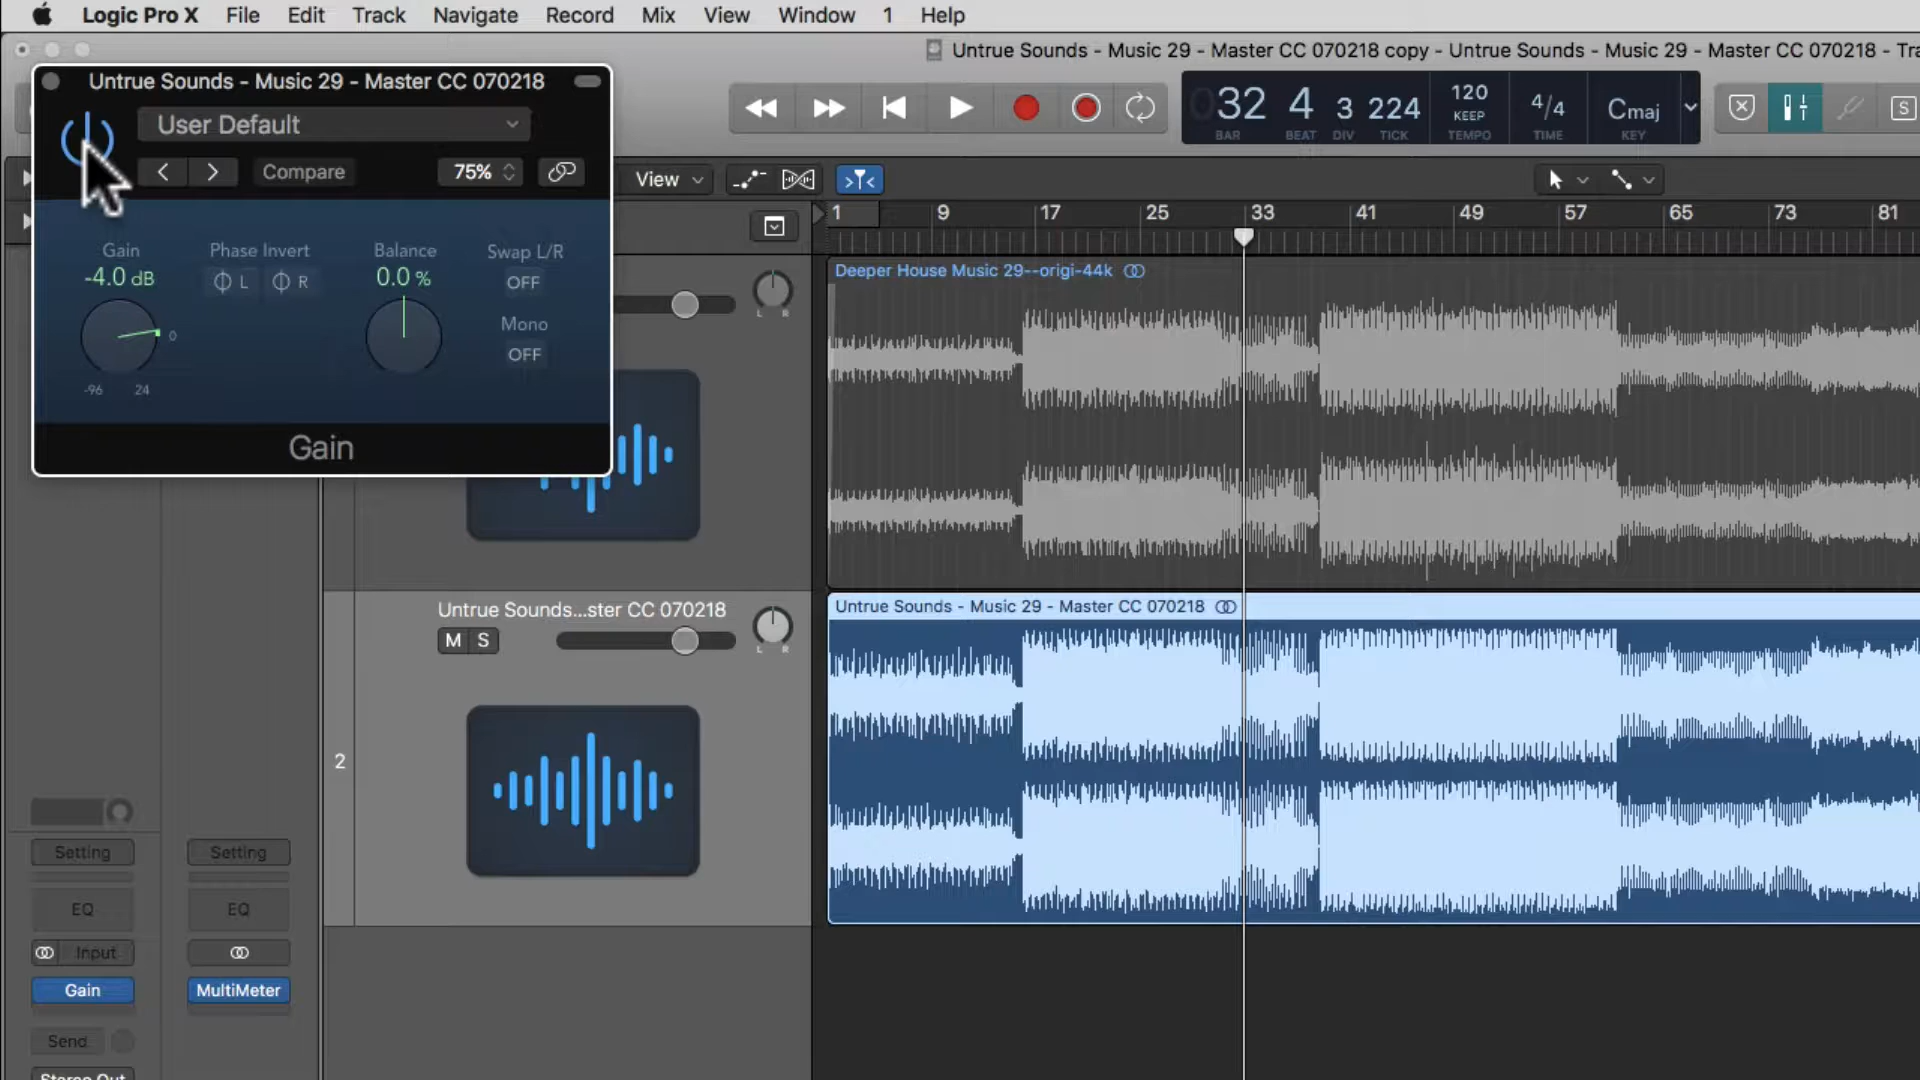 Logic Pro X File Edit Track Navigate Record Mix View Window 1 Help
Untrue Sounds - Music 29 - Master CC 070218 copy - Untrue Sounds - Music 29 - Master CC 070218 - Tra
Untrue Sounds - Music 29 - Master CC 070218
User Default
Compare
75%
032 4 3 224
BAR BEAT DIV TICK
120
KEEP
TEMPO
4/4
TIME
Cmaj
KEY
S
View
1 9 17 25 33 41 49 57 65 73 81
Gain
-4.0 dB
0
-96 24
Phase Invert
L R
Balance
0.0 %
Swap L/R
OFF
Mono
OFF
Gain
L R
Deeper House Music 29--origi-44k
2
Untrue Sounds...ster CC 070218
M S
L R
Untrue Sounds - Music 29 - Master CC 070218
Setting Setting
EQ EQ
Input
Gain MultiMeter
Send
Stereo Out